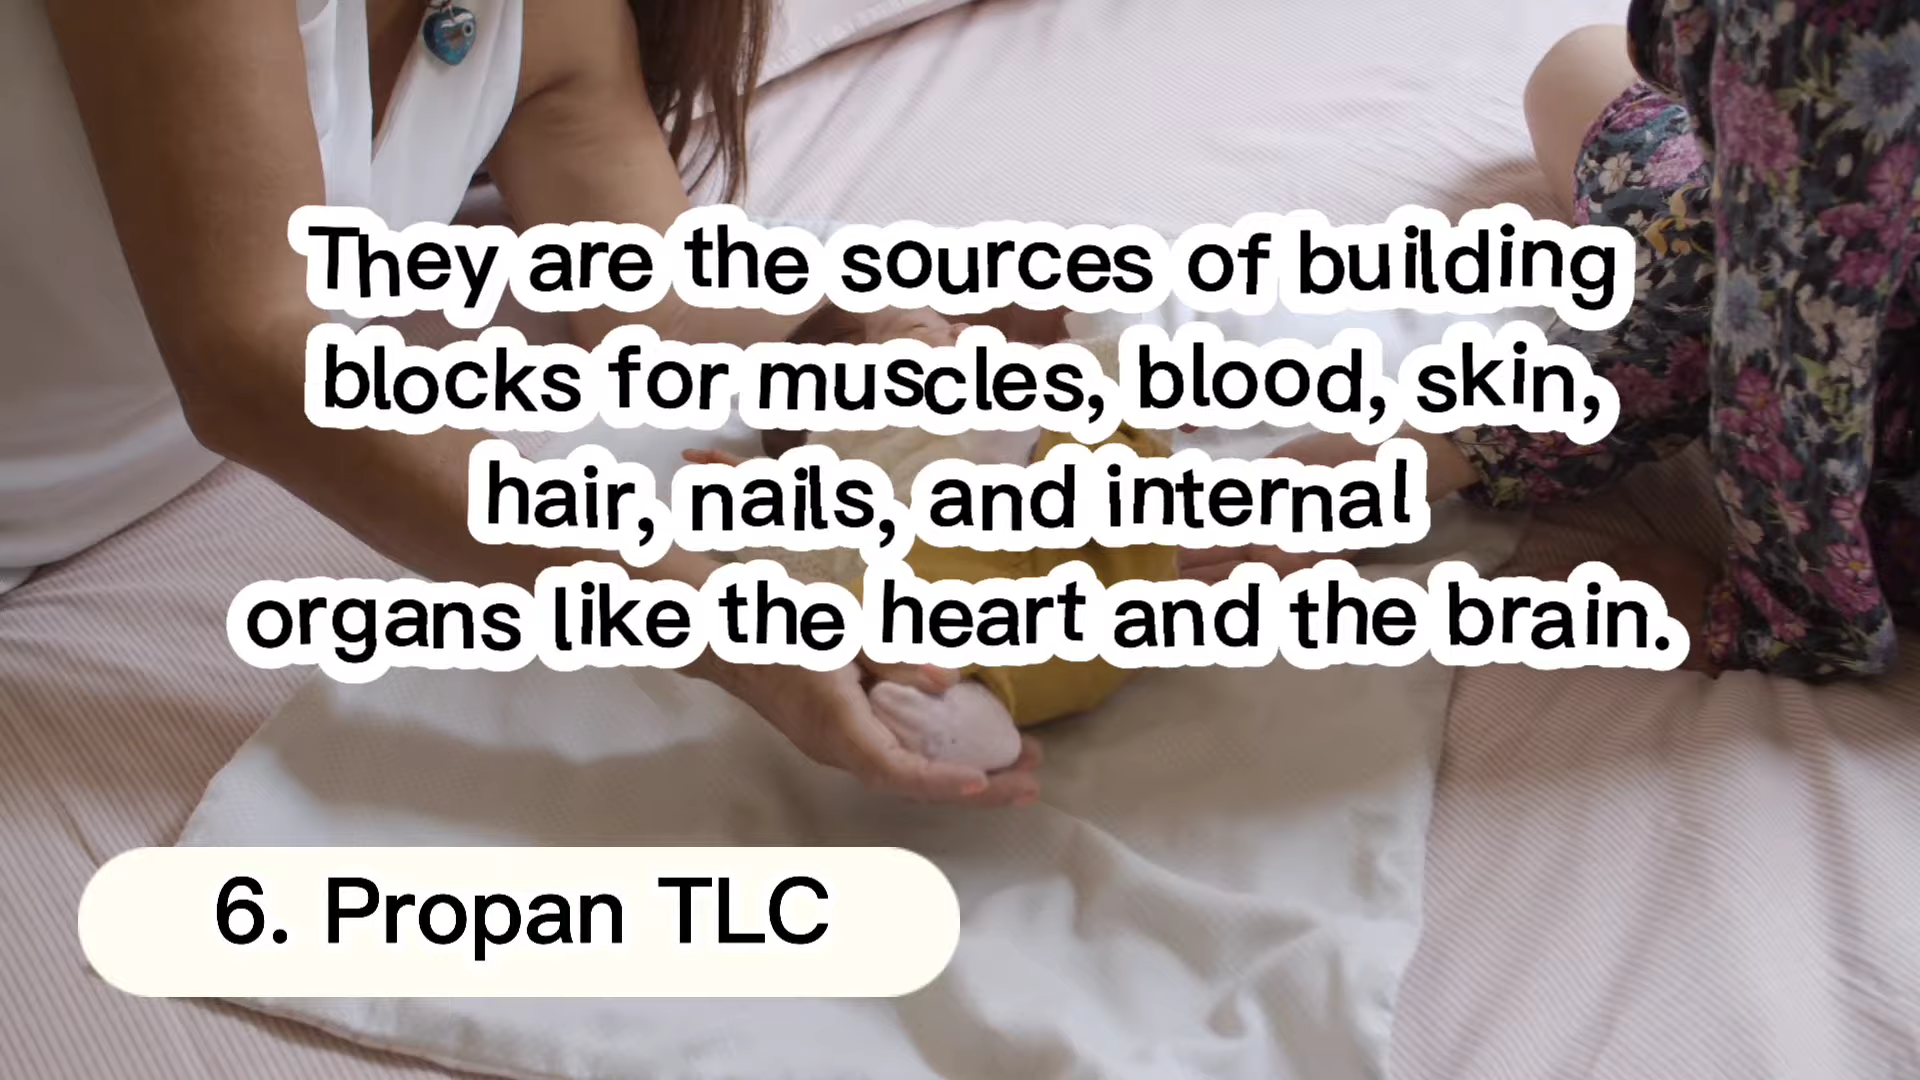 They are the sources of building
blocks for muscles, blood, skin,
hair, nails, and internal
organs like the heart and the brain.
6. Propan TLC